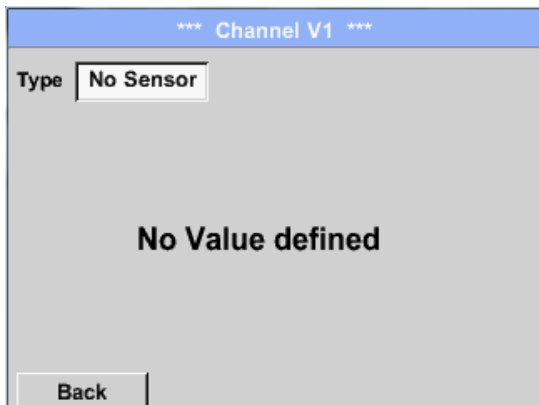 *** Channel V1 ***
Type No Sensor
No Value defined
Back